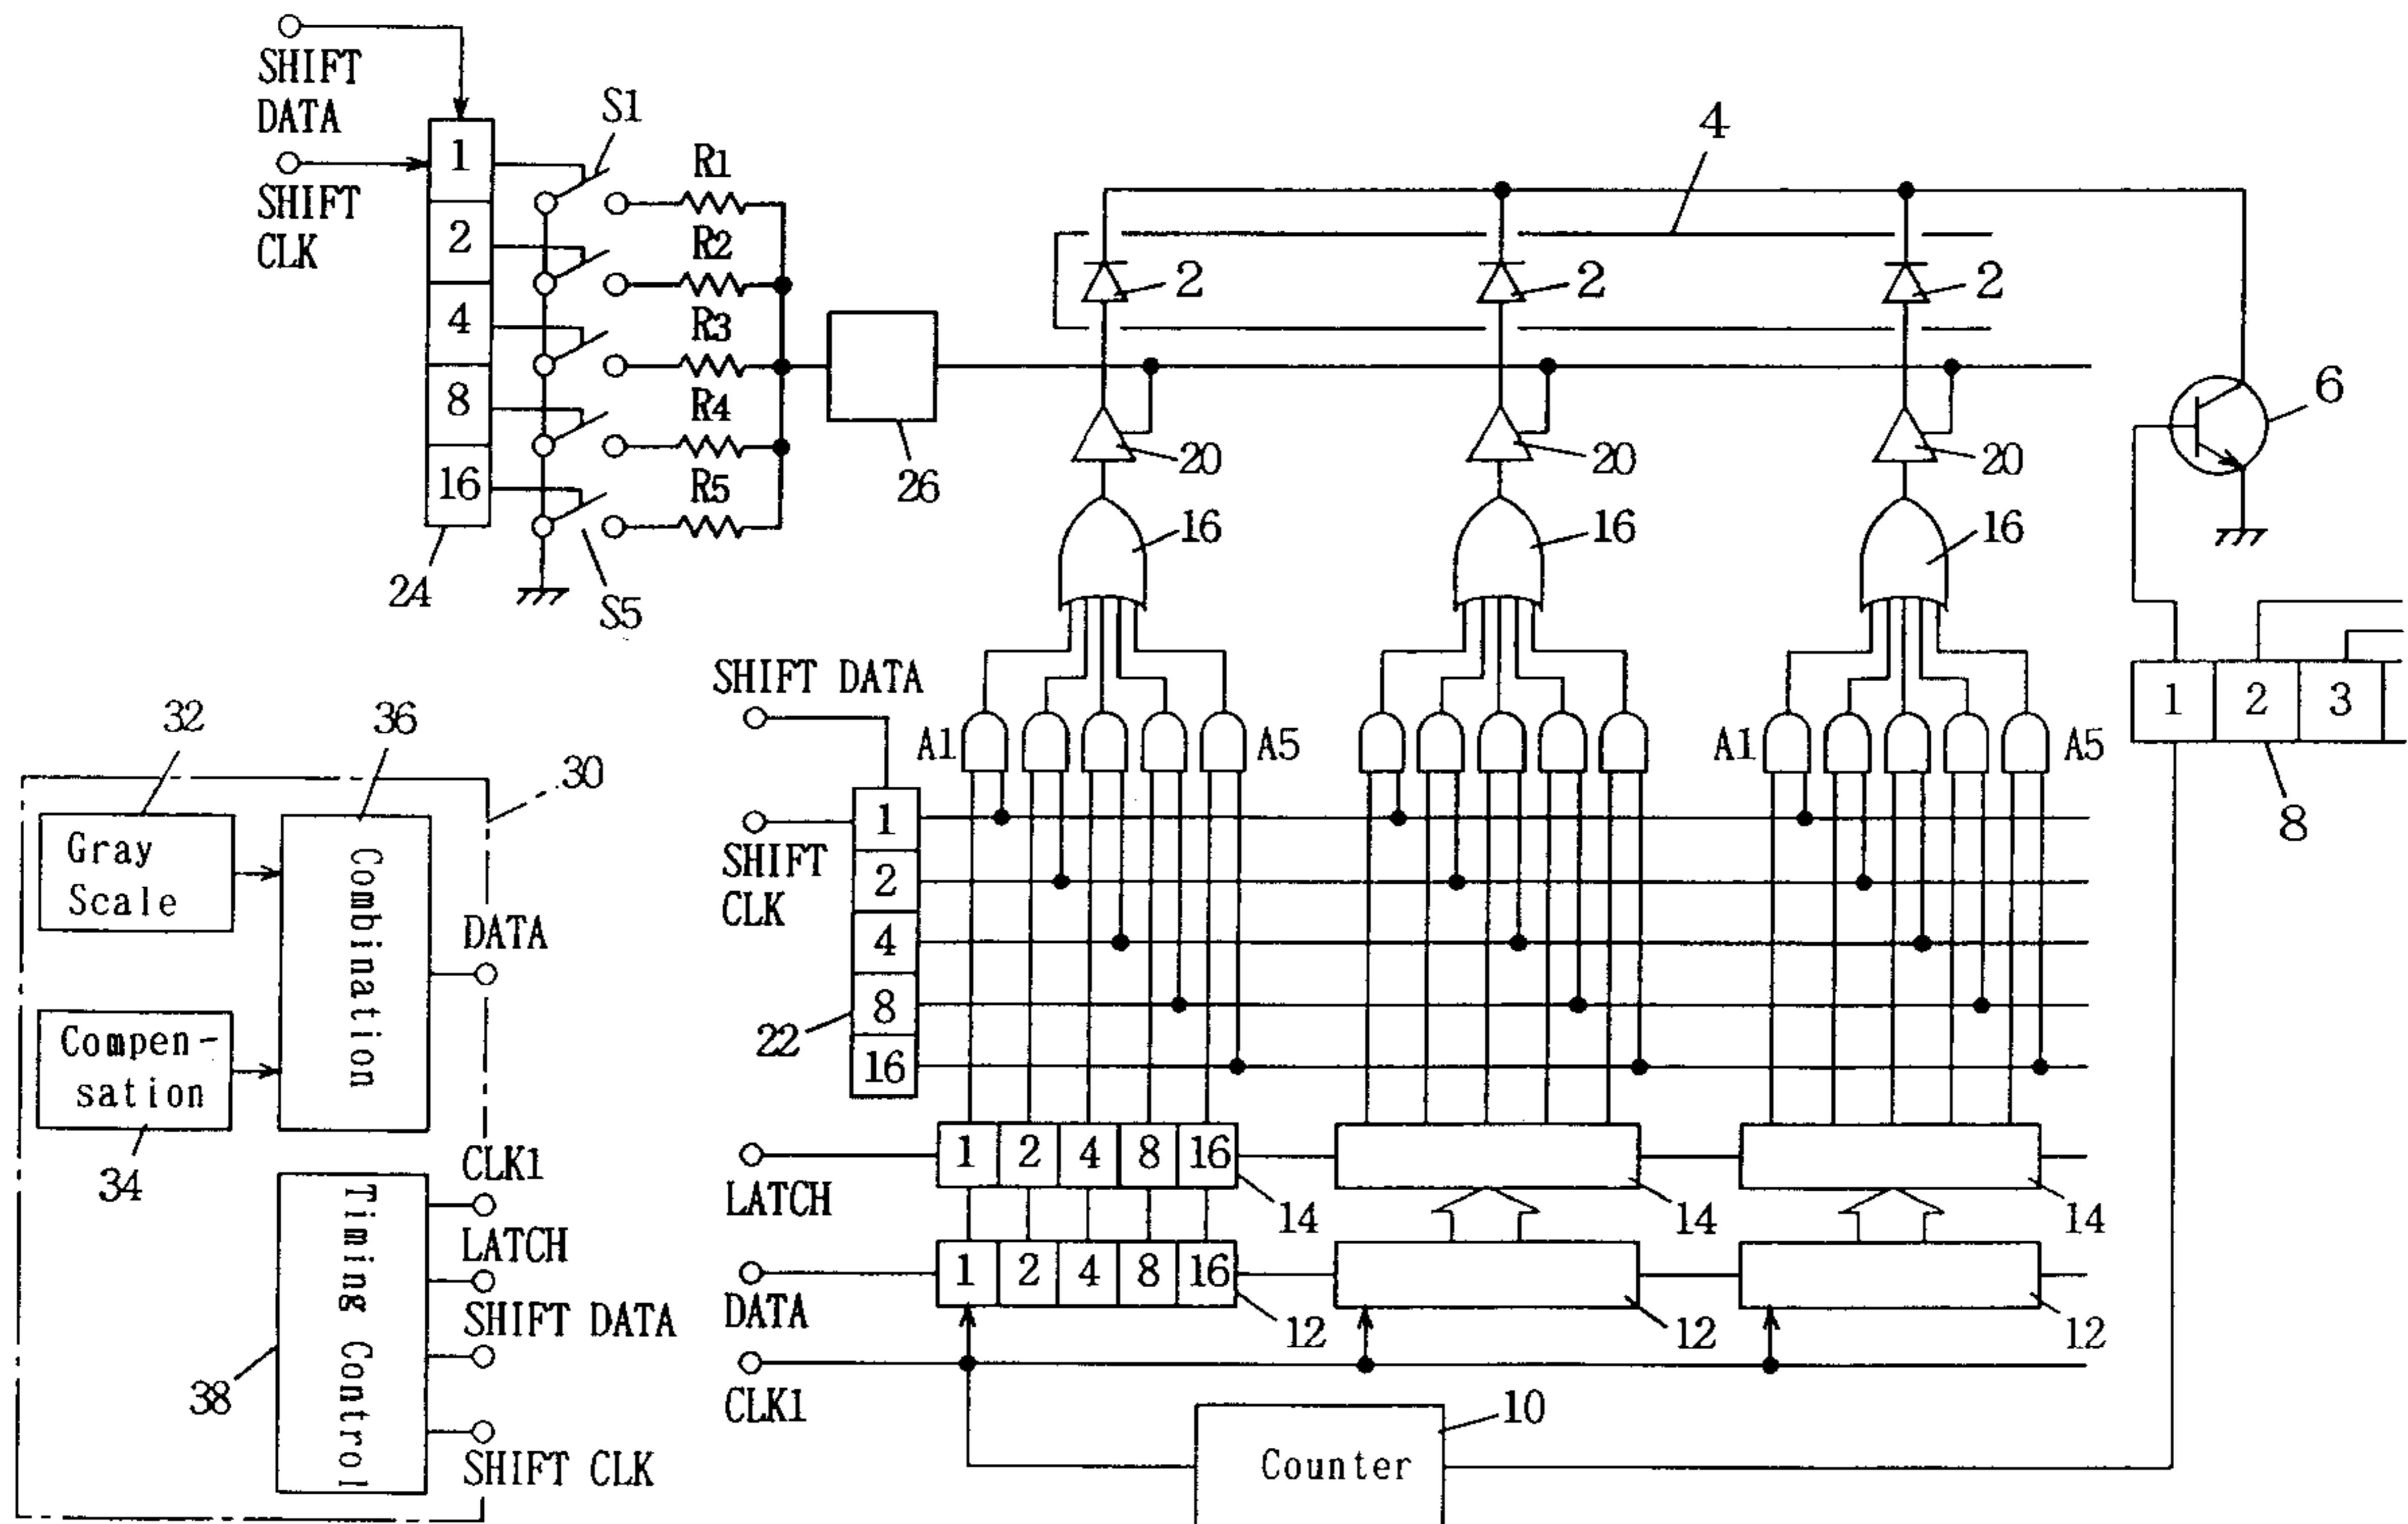 SHIFT
DATA
SHIFT
CLK
1
2
4
8
16
24
S1
S5
R1
R2
R3
R4
R5
26
4
2
2
2
20
20
20
6
16
16
16
1
2
3
8
SHIFT DATA
SHIFT
CLK
A1
A5
A1
A5
1
2
4
8
16
22
32
36
30
Gray
Scale
Compen-
sation
34
Combination
DATA
CLK1
LATCH
SHIFT DATA
SHIFT CLK
Timing Control
38
LATCH
1 2 4 8 16
14
14
14
DATA
1 2 4 8 16
12
12
12
CLK1
10
Counter